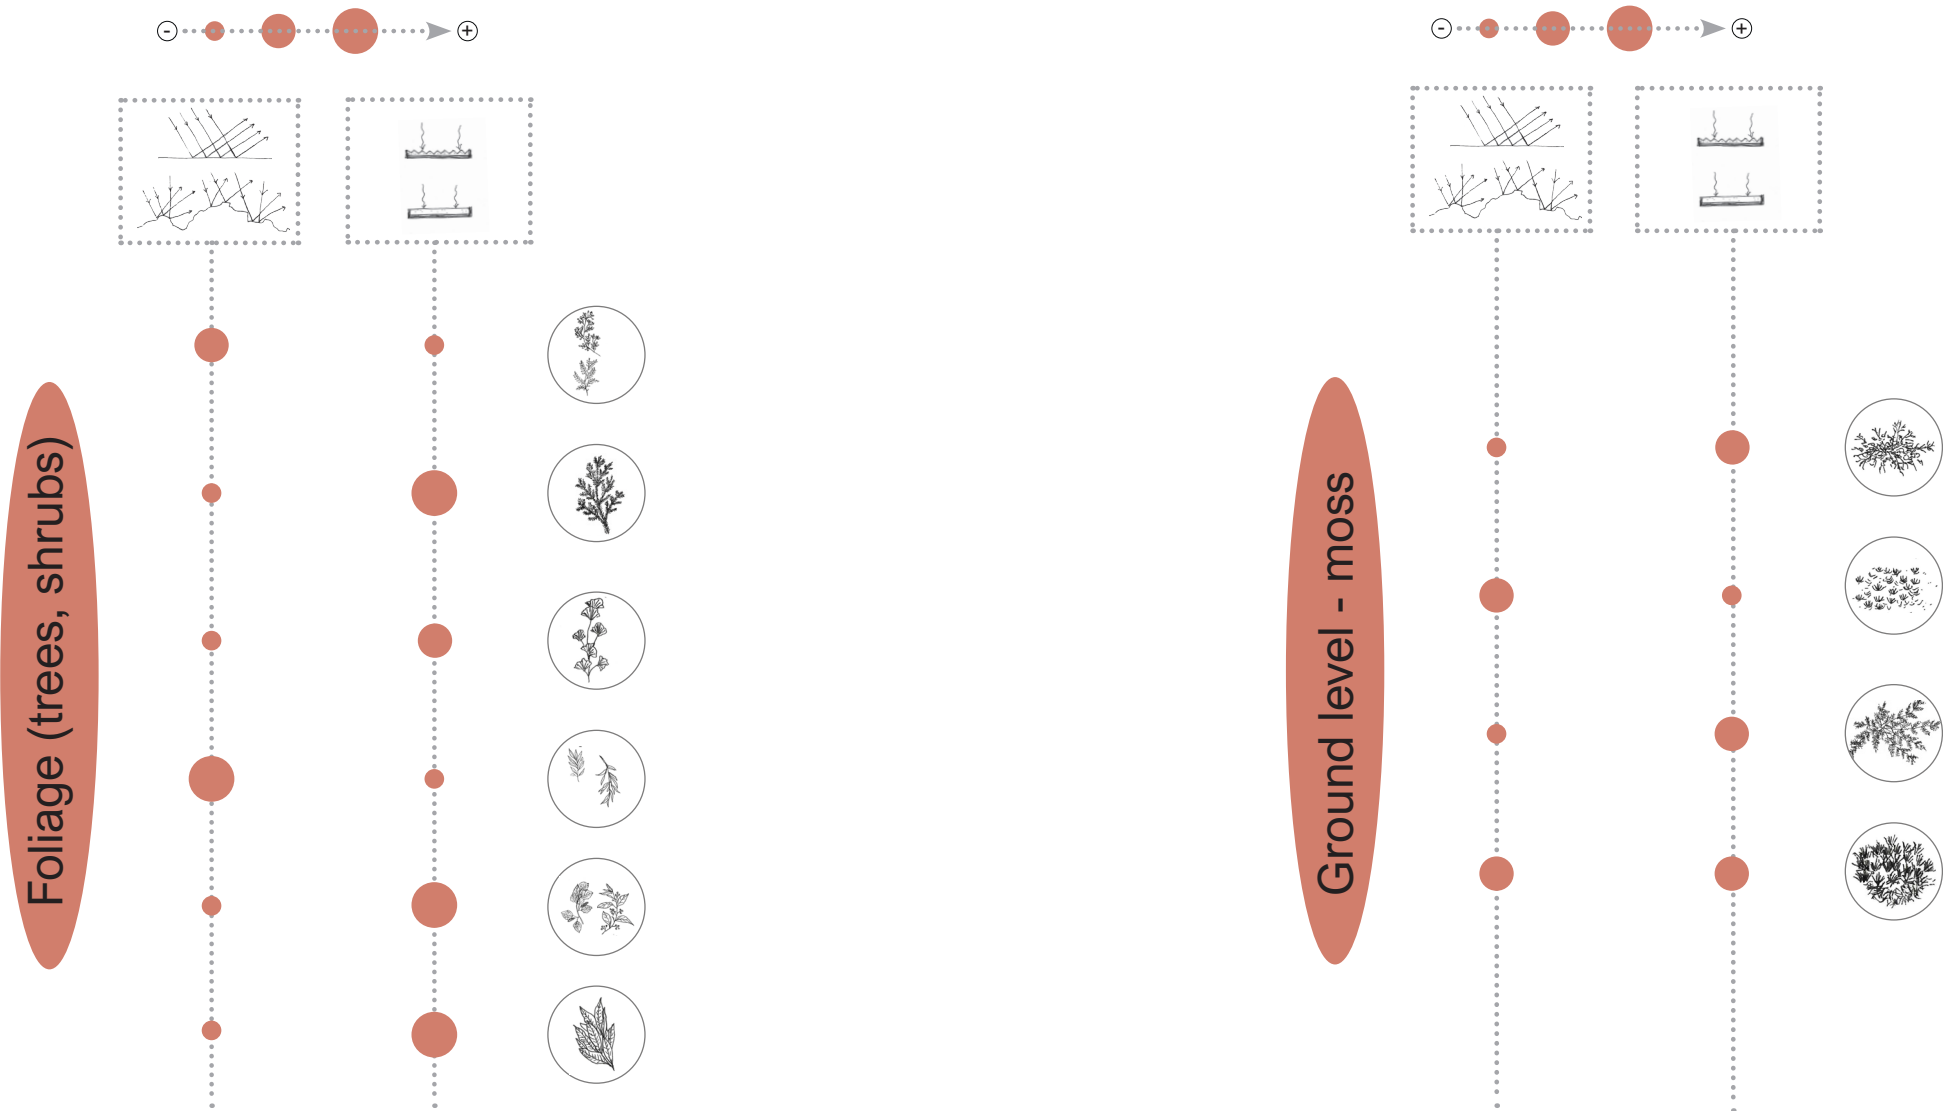 - +
- +
Foliage (trees, shrubs)
Ground level - moss